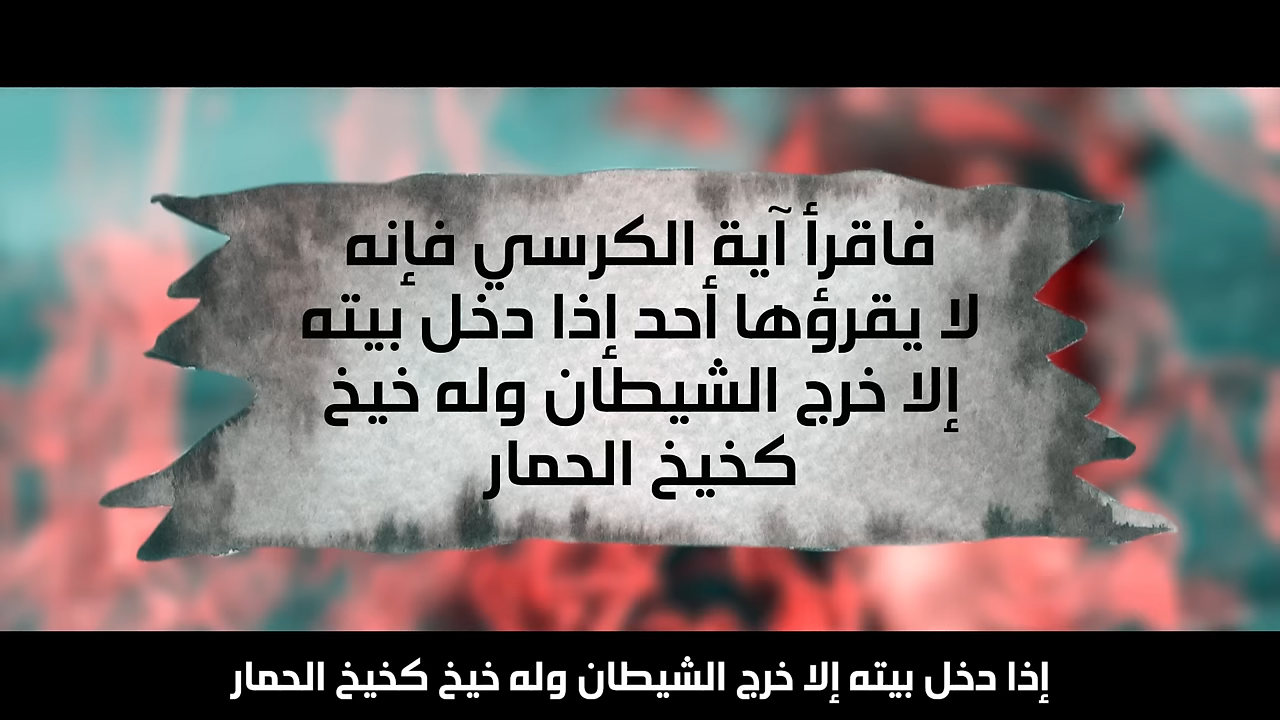 فاقرأ آية الكرسي فإنه
لا يقرؤها أحد إذا دخل بيته
إلا خرج الشيطان وله خيخ
كخيخ الحمار
إذا دخل بيته إلا خرج الشيطان وله خيخ كخيخ الحمار